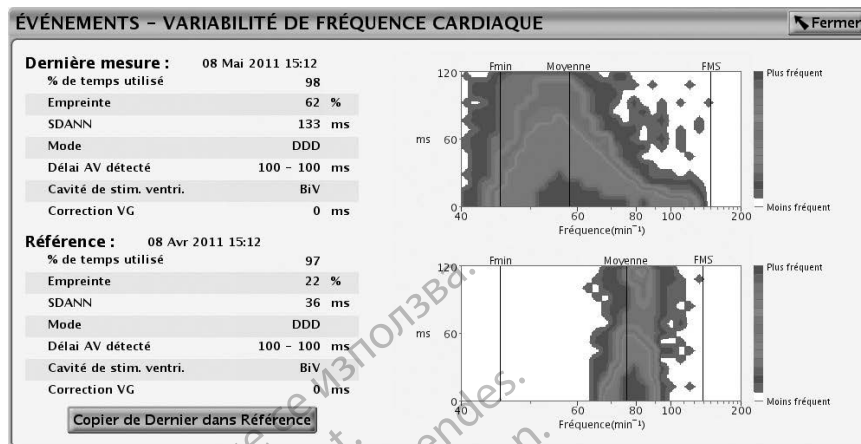 ÉVÉNEMENTS – VARIABILITÉ DE FRÉQUENCE CARDIAQUE
Fermer
Dernière mesure : 08 Mai 2011 15:12
% de temps utilisé 98
Empreinte 62 %
SDANN 133 ms
Mode DDD
Délai AV détecté 100 - 100 ms
Cavité de stim. ventri. BiV
Correction VG 0 ms
Référence : 08 Avr 2011 15:12
% de temps utilisé 97
Empreinte 22 %
SDANN 36 ms
Mode DDD
Délai AV détecté 100 - 100 ms
Cavité de stim. ventri. BiV
Correction VG 0 ms
Copier de Dernier dans Référence
Fmin Moyenne FMS
120
ms 60
0
40 60 80 100 200
Fréquence(min⁻¹)
Plus fréquent
Moins fréquent
Fmin Moyenne FMS
120
ms 60
0
40 60 80 100 200
Fréquence(min⁻¹)
Plus fréquent
Moins fréquent
се използва.